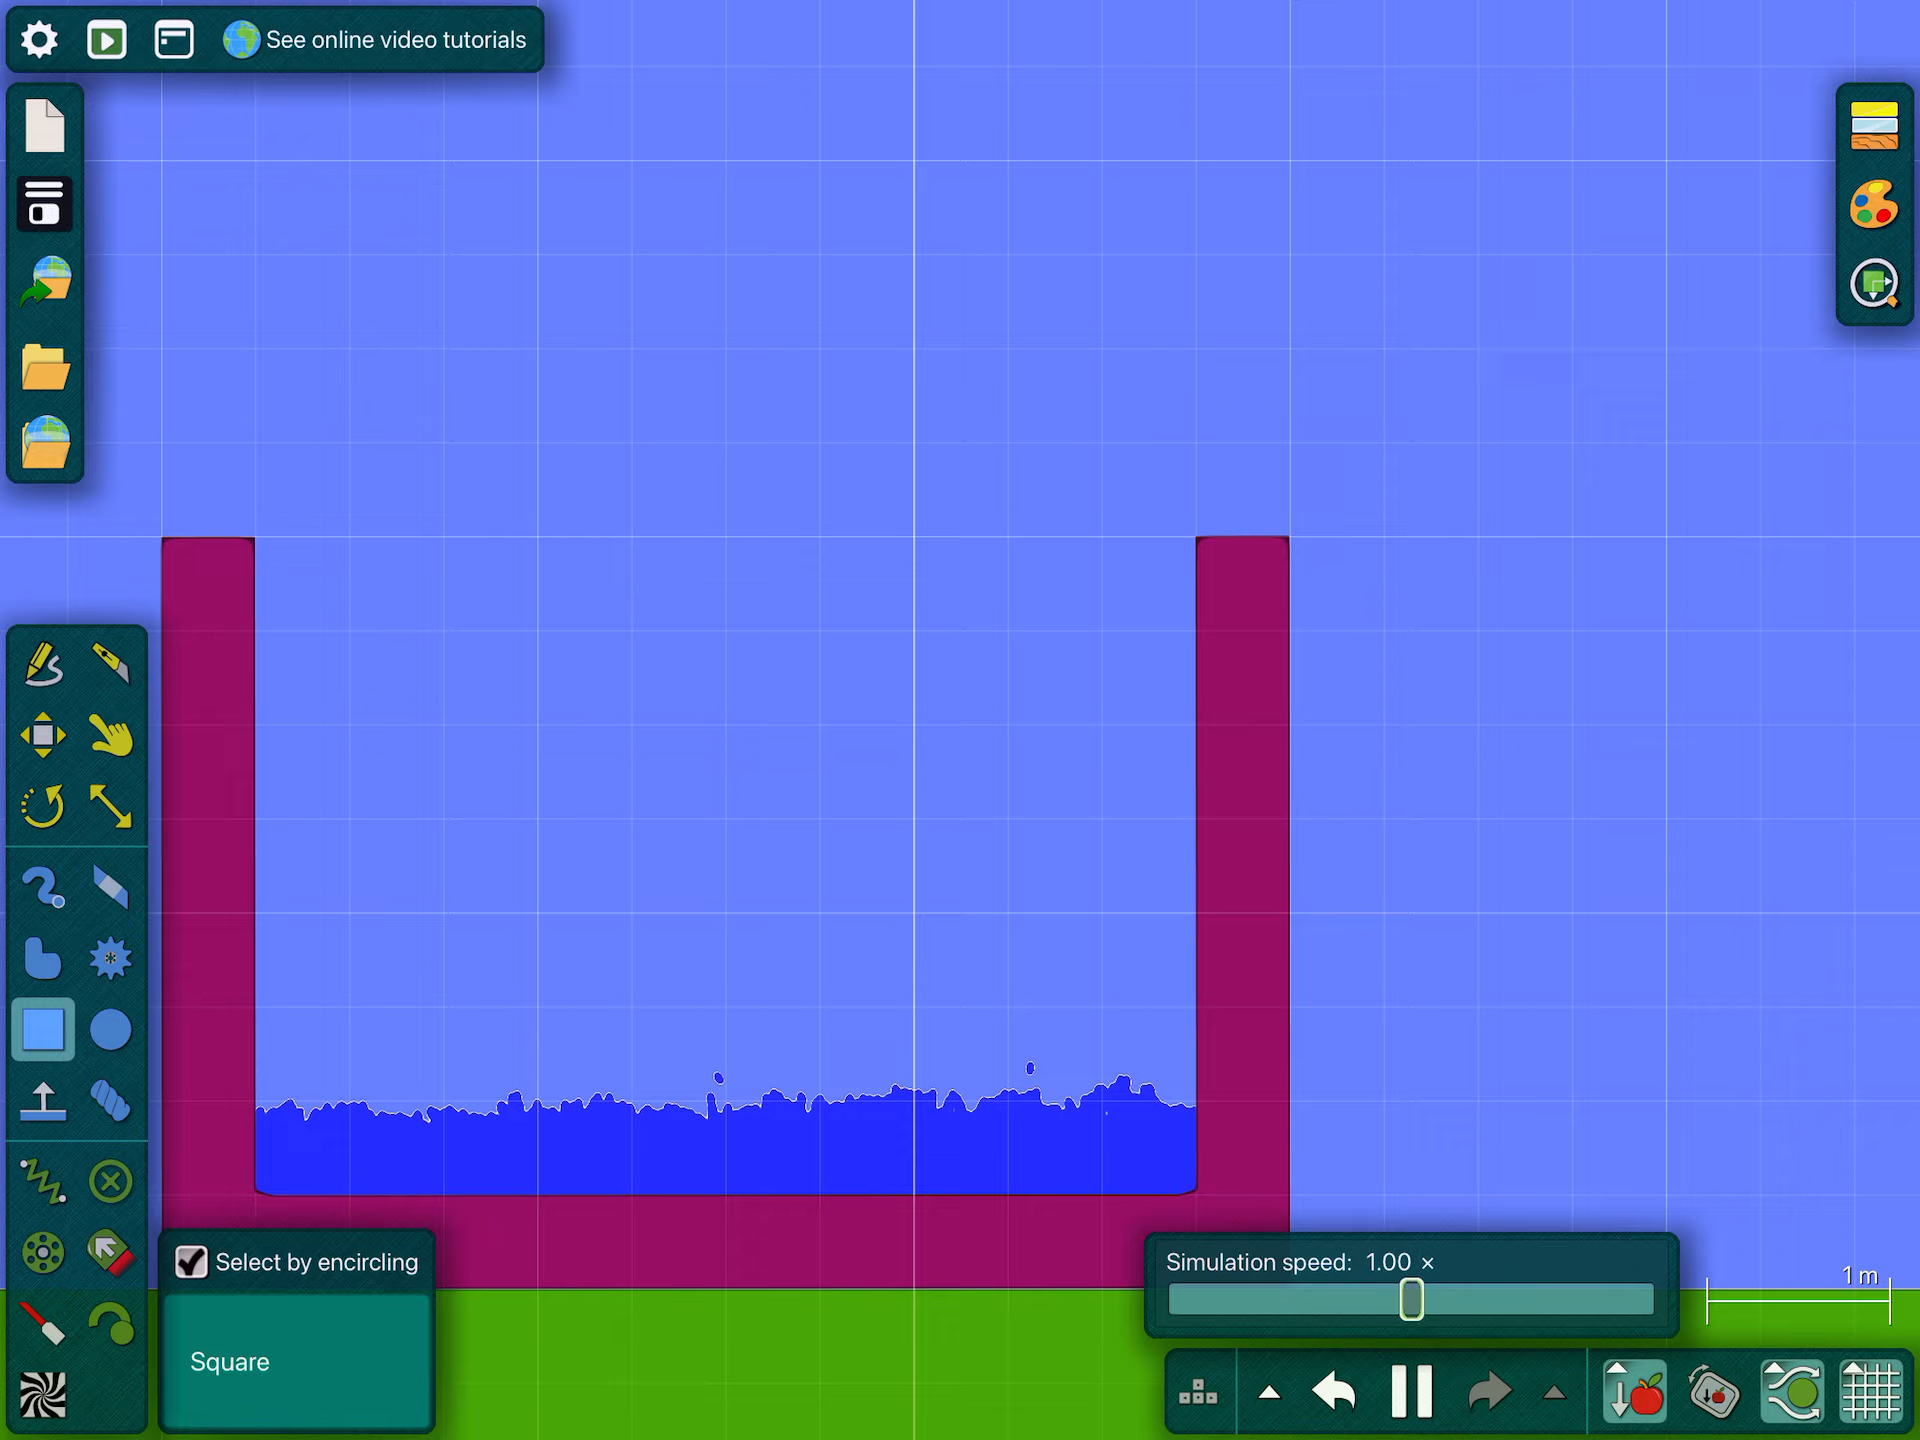 See online video tutorials
Select by encircling
Square
Simulation speed: 1.00 ×
1 m